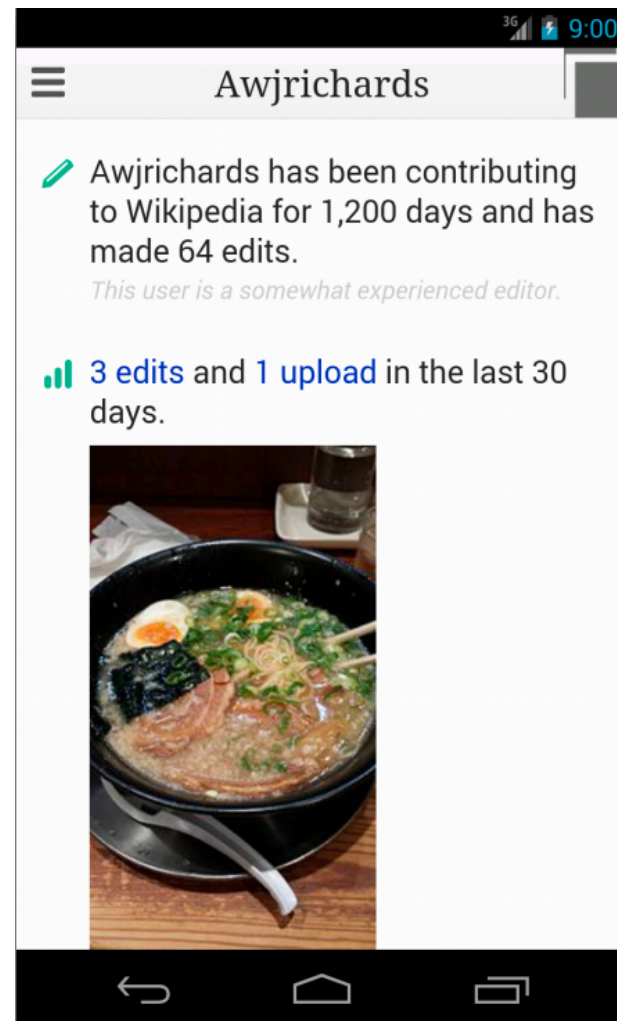 3G 9:00
Awjrichards
Awjrichards has been contributing
to Wikipedia for 1,200 days and has
made 64 edits.
This user is a somewhat experienced editor.
3 edits and 1 upload in the last 30
days.